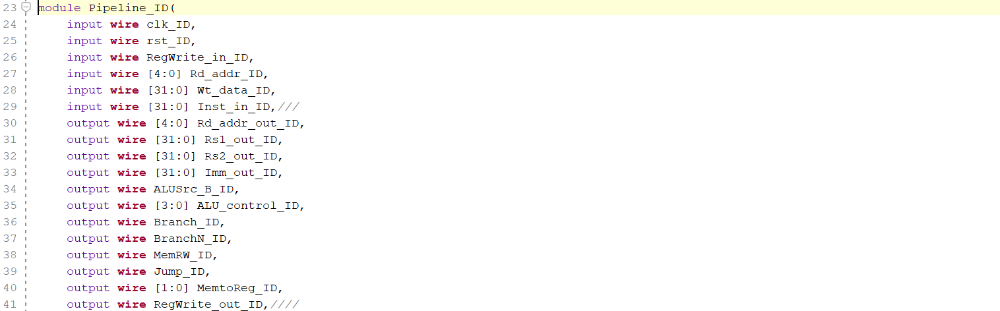 23 module Pipeline_ID(
24 input wire clk_ID,
25 input wire rst_ID,
26 input wire RegWrite_in_ID,
27 input wire [4:0] Rd_addr_ID,
28 input wire [31:0] Wt_data_ID,
29 input wire [31:0] Inst_in_ID,///
30 output wire [4:0] Rd_addr_out_ID,
31 output wire [31:0] Rs1_out_ID,
32 output wire [31:0] Rs2_out_ID,
33 output wire [31:0] Imm_out_ID,
34 output wire ALUSrc_B_ID,
35 output wire [3:0] ALU_control_ID,
36 output wire Branch_ID,
37 output wire BranchN_ID,
38 output wire MemRW_ID,
39 output wire Jump_ID,
40 output wire [1:0] MemtoReg_ID,
41 output wire RegWrite_out_ID,////